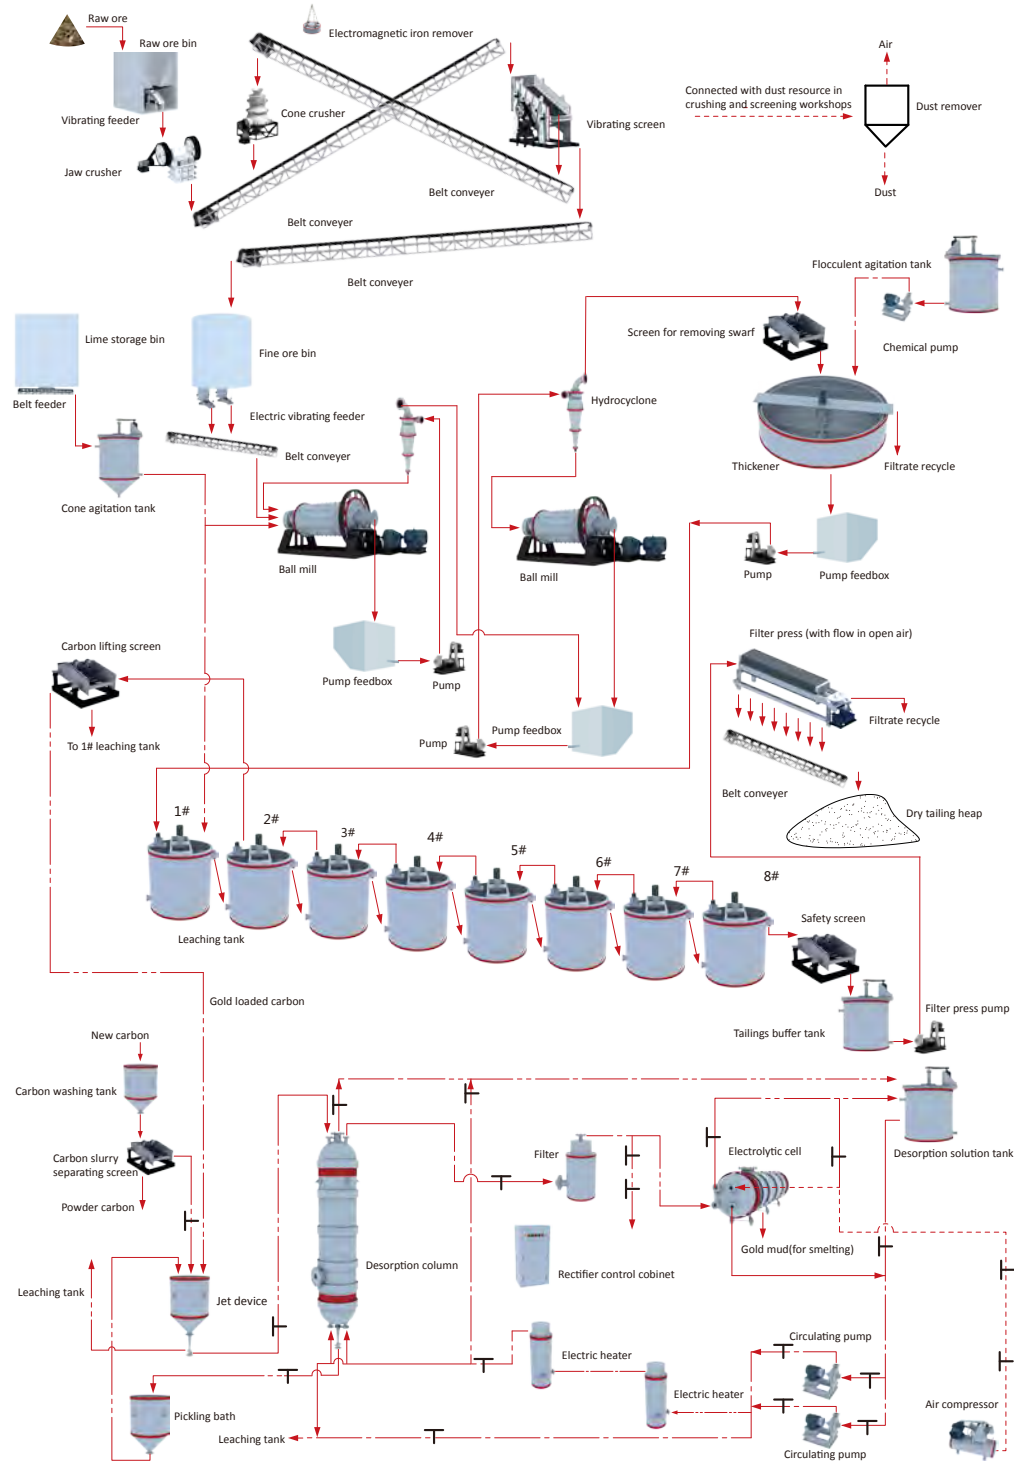 Raw ore
Raw ore bin
Electromagnetic iron remover
Air
Connected with dust resource in
crushing and screening workshops
Dust remover
Vibrating feeder
Cone crusher
Vibrating screen
Jaw crusher
Belt conveyer
Dust
Belt conveyer
Belt conveyer
Flocculent agitation tank
Lime storage bin
Screen for removing swarf
Chemical pump
Fine ore bin
Belt feeder
Electric vibrating feeder
Hydrocyclone
Belt conveyer
Thickener
Filtrate recycle
Cone agitation tank
Ball mill
Ball mill
Pump
Pump feedbox
Carbon lifting screen
Filter press (with flow in open air)
Pump feedbox
Pump
Filtrate recycle
To 1# leaching tank
Pump
Pump feedbox
Belt conveyer
Dry tailing heap
1#
2#
3#
4#
5#
6#
7#
8#
Leaching tank
Safety screen
Gold loaded carbon
Tailings buffer tank
Filter press pump
New carbon
Carbon washing tank
Carbon slurry
separating screen
Filter
Electrolytic cell
Desorption solution tank
Powder carbon
Gold mud(for smelting)
Desorption column
Rectifier control cobinet
Leaching tank
Jet device
Electric heater
Circulating pump
Electric heater
Pickling bath
Air compressor
Leaching tank
Circulating pump